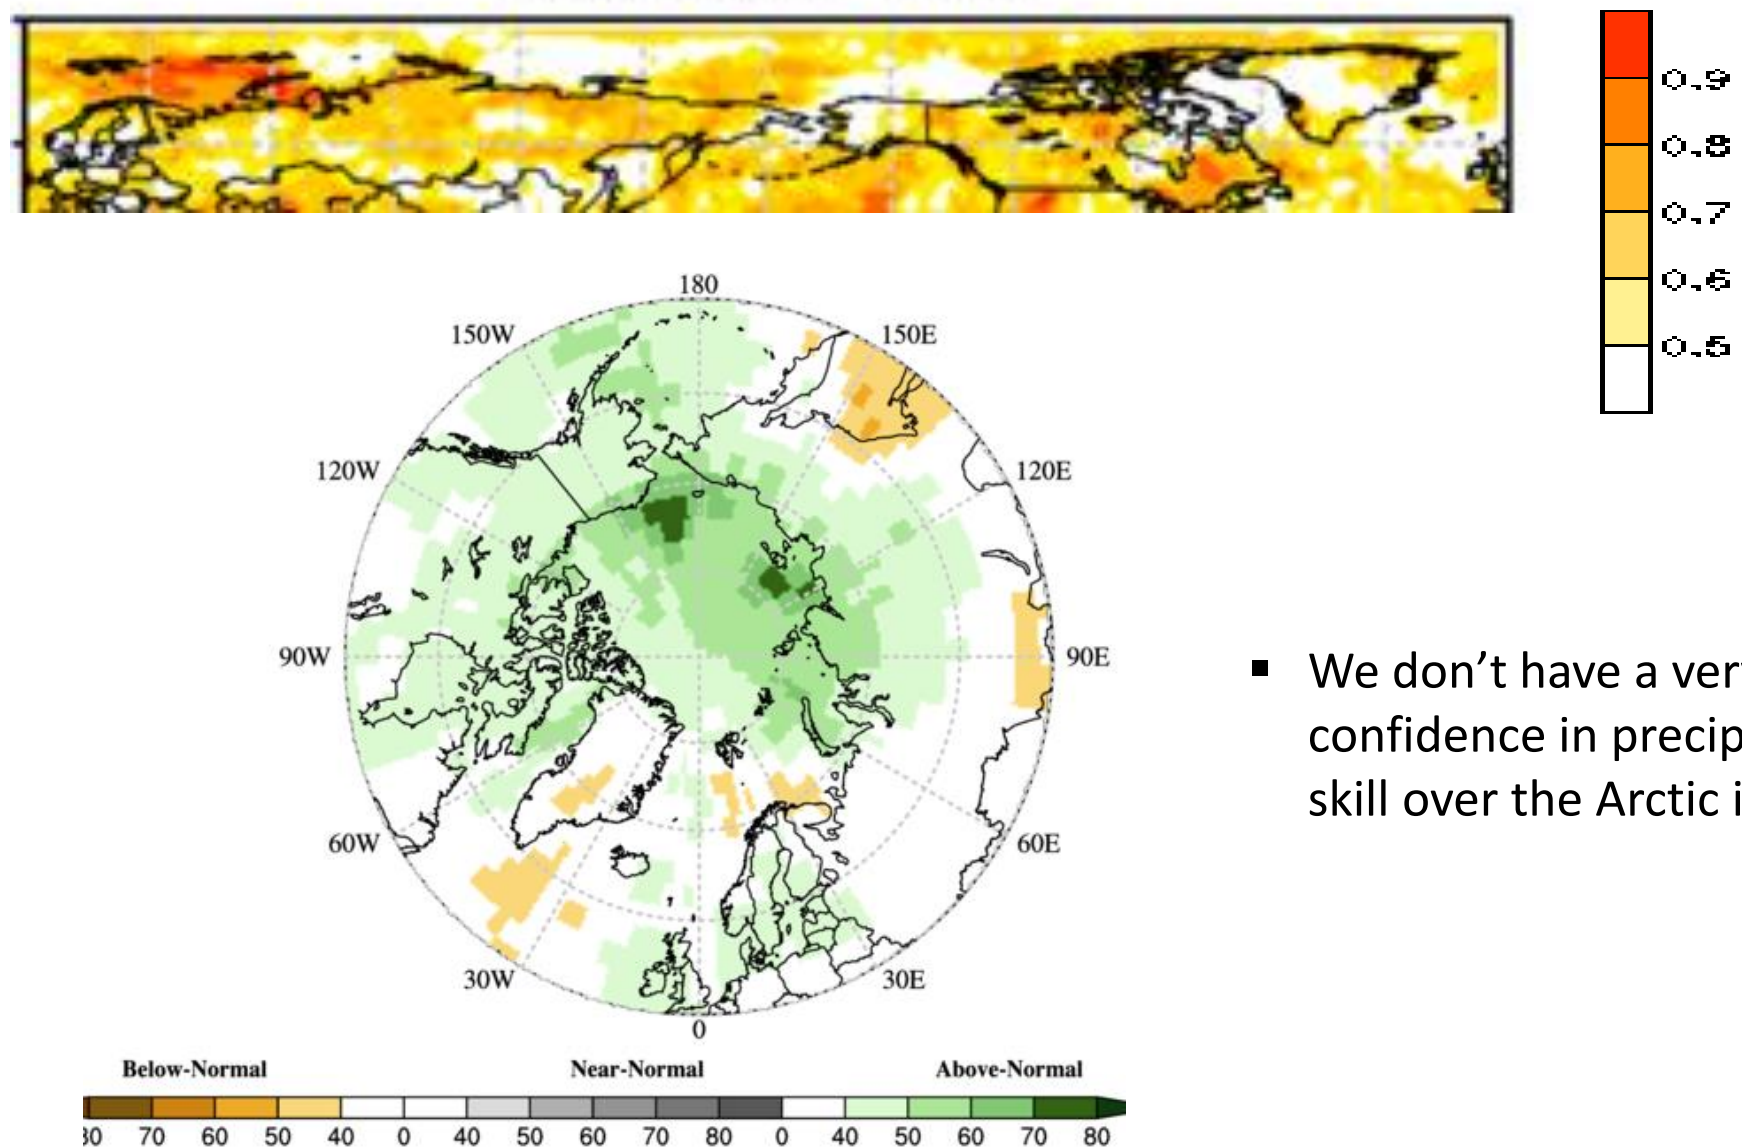 0.9
0.8
0.7
0.6
0.5
180
150W
150E
120W
120E
90W
90E
60W
60E
30W
30E
0
▪ We don’t have a
confidence in
skill over the Arctic
Below-Normal
Near-Normal
Above-Normal
70 60 50 40 0 40 50 60 70 80 0 40 50 60 70 80